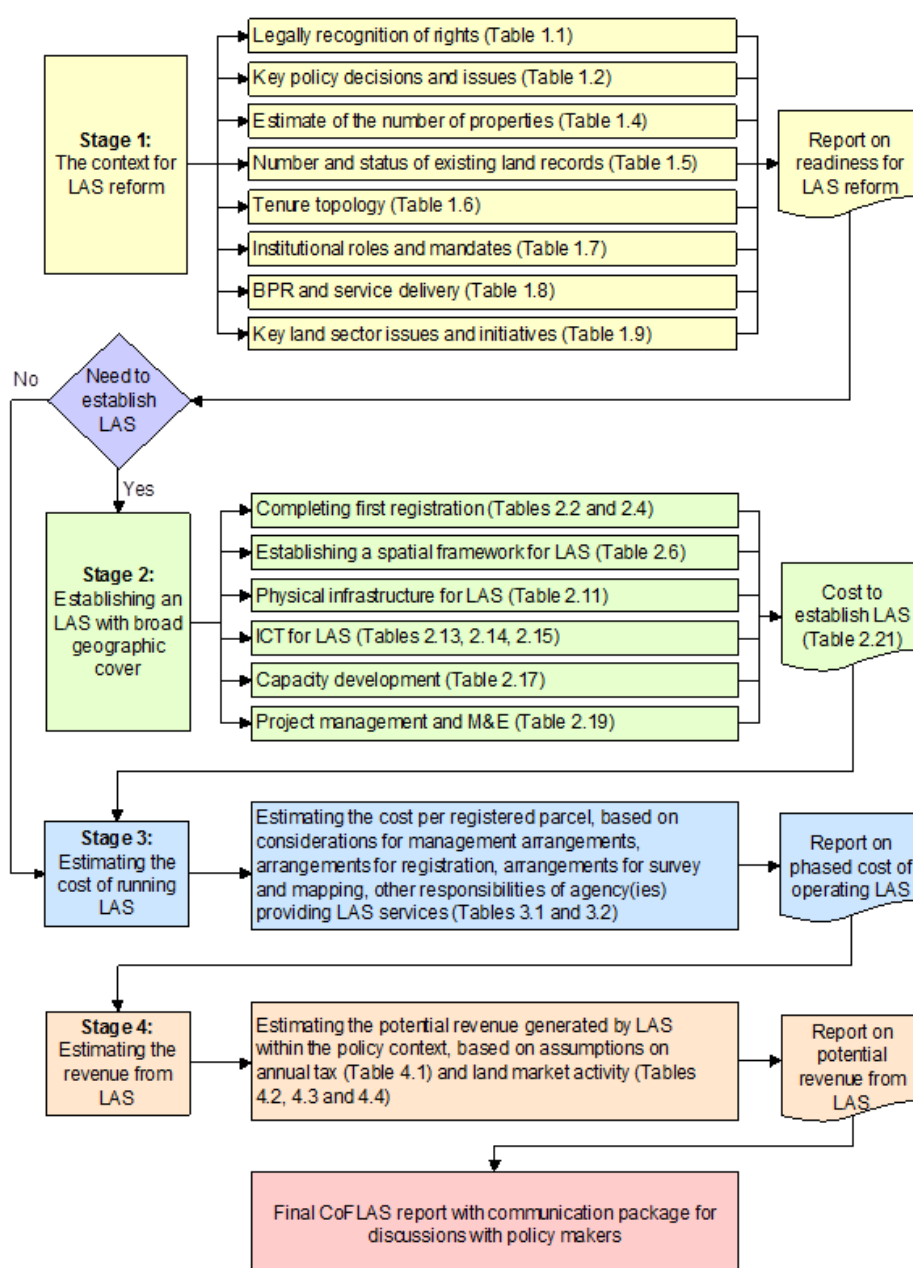 Stage 1:
The context for
LAS reform
Legally recognition of rights (Table 1.1)
Key policy decisions and issues (Table 1.2)
Estimate of the number of properties (Table 1.4)
Number and status of existing land records (Table 1.5)
Tenure topology (Table 1.6)
Institutional roles and mandates (Table 1.7)
BPR and service delivery (Table 1.8)
Key land sector issues and initiatives (Table 1.9)
Report on
readiness for
LAS reform
Need to
establish
LAS
No
Yes
Stage 2:
Establishing an
LAS with broad
geographic
cover
Completing first registration (Tables 2.2 and 2.4)
Establishing a spatial framework for LAS (Table 2.6)
Physical infrastructure for LAS (Table 2.11)
ICT for LAS (Tables 2.13, 2.14, 2.15)
Capacity development (Table 2.17)
Project management and M&E (Table 2.19)
Cost to
establish LAS
(Table 2.21)
Stage 3:
Estimating the
cost of running
LAS
Estimating the cost per registered parcel, based on
considerations for management arrangements,
arrangements for registration, arrangements for survey
and mapping, other responsibilities of agency(ies)
providing LAS services (Tables 3.1 and 3.2)
Report on
phased cost of
operating LAS
Stage 4:
Estimating the
revenue from
LAS
Estimating the potential revenue generated by LAS
within the policy context, based on assumptions on
annual tax (Table 4.1) and land market activity (Tables
4.2, 4.3 and 4.4)
Report on
potential
revenue from
LAS
Final CoFLAS report with communication package for
discussions with policy makers